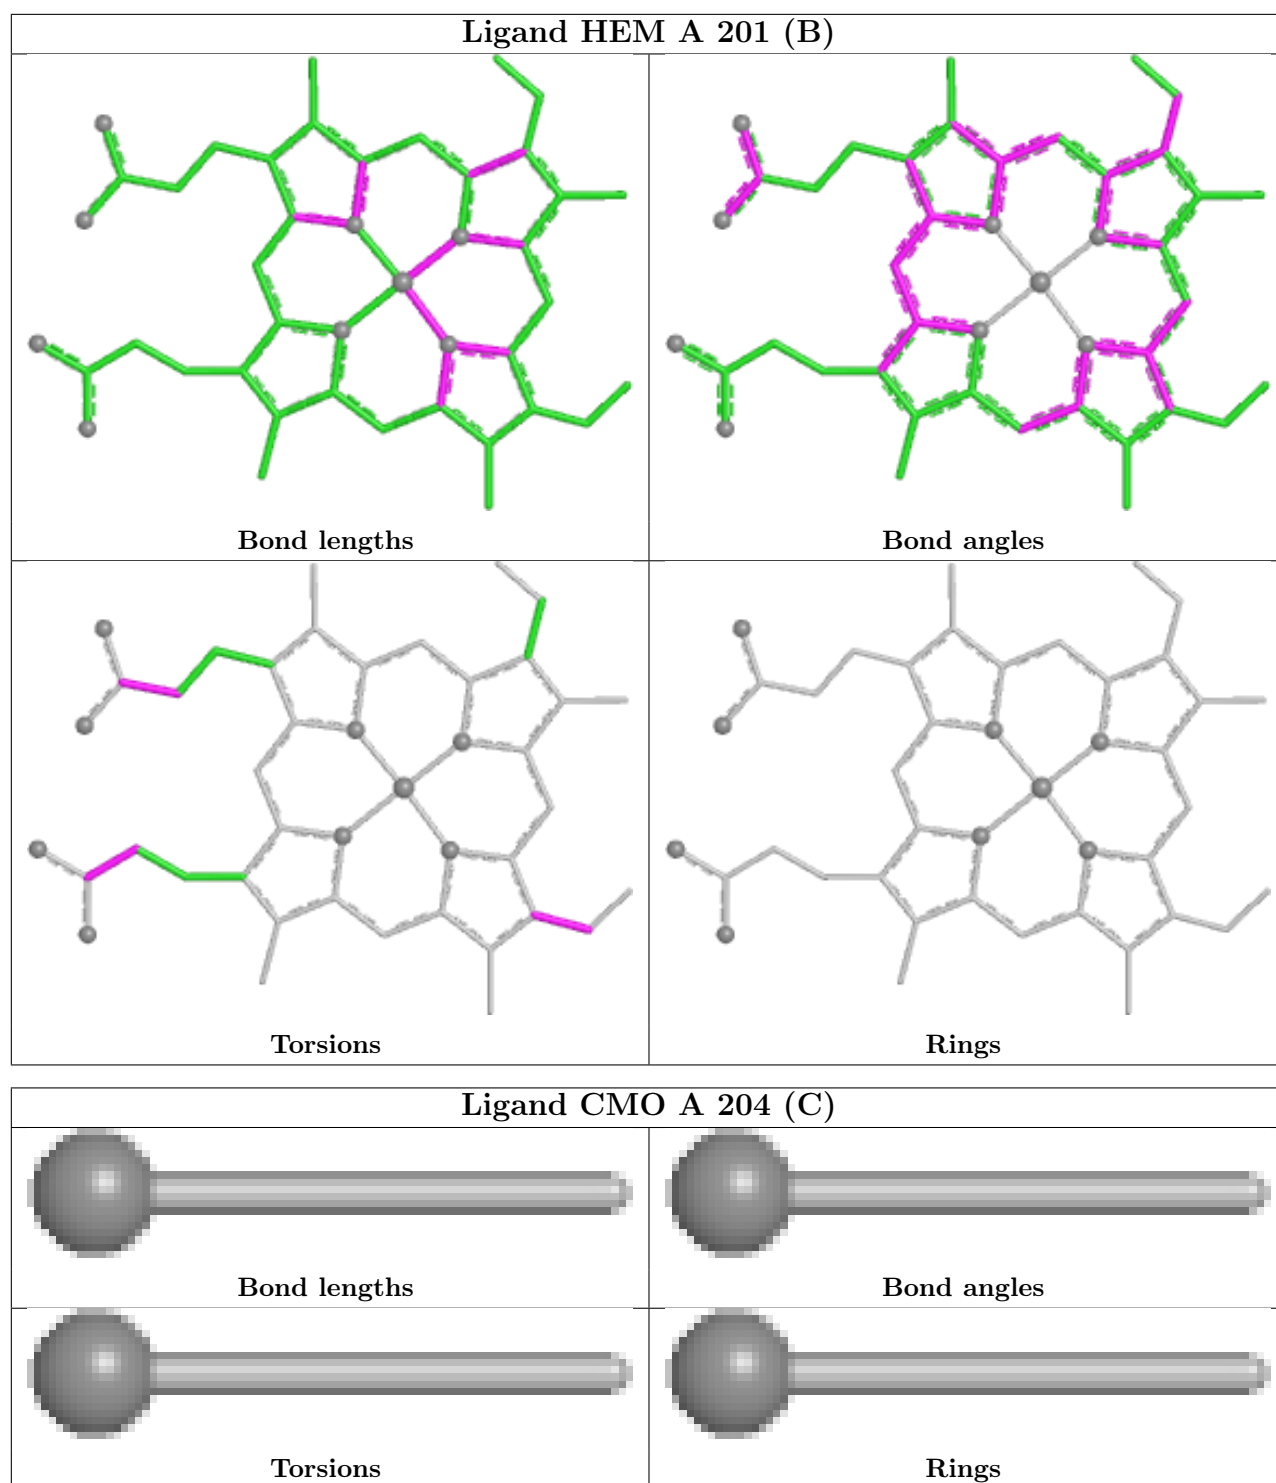 Ligand HEM A 201 (B)
Bond lengths
Bond angles
Torsions
Rings
Ligand CMO A 204 (C)
Bond lengths
Bond angles
Torsions
Rings